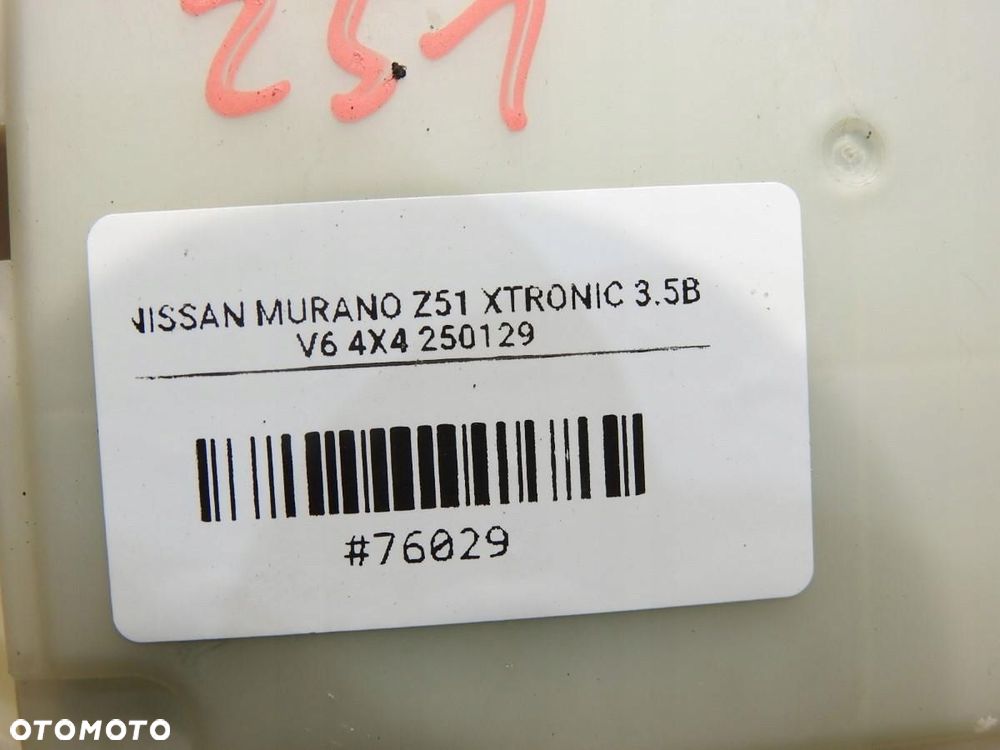 Z51
NISSAN MURANO Z51 XTRONIC 3.5B
V6 4X4 250129
#76029
OTOMOTO